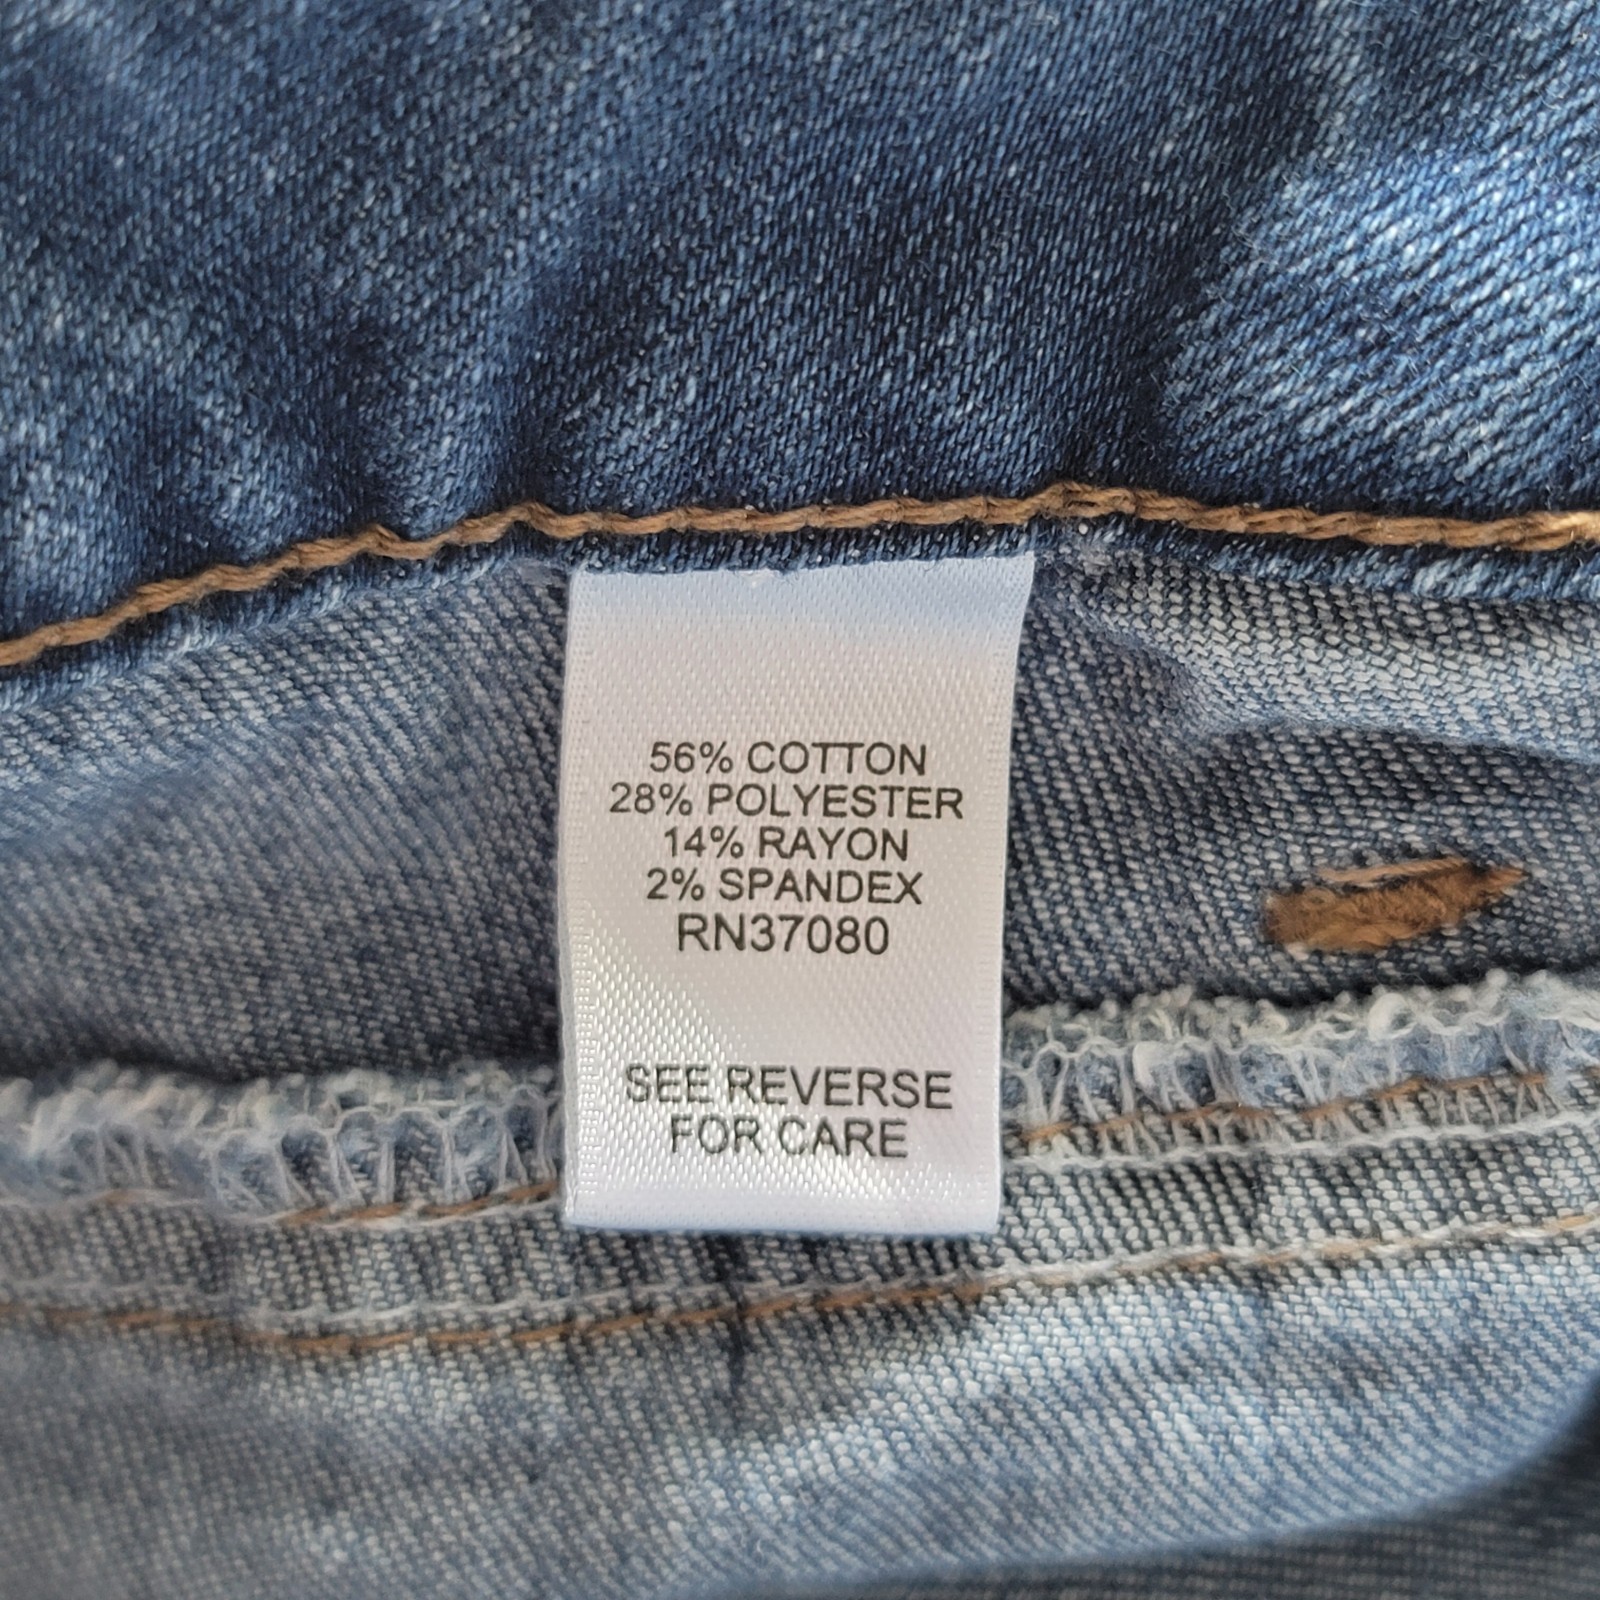 56% COTTON
28% POLYESTER
14% RAYON
2% SPANDEX
RN37080
SEE REVERSE
FOR CARE